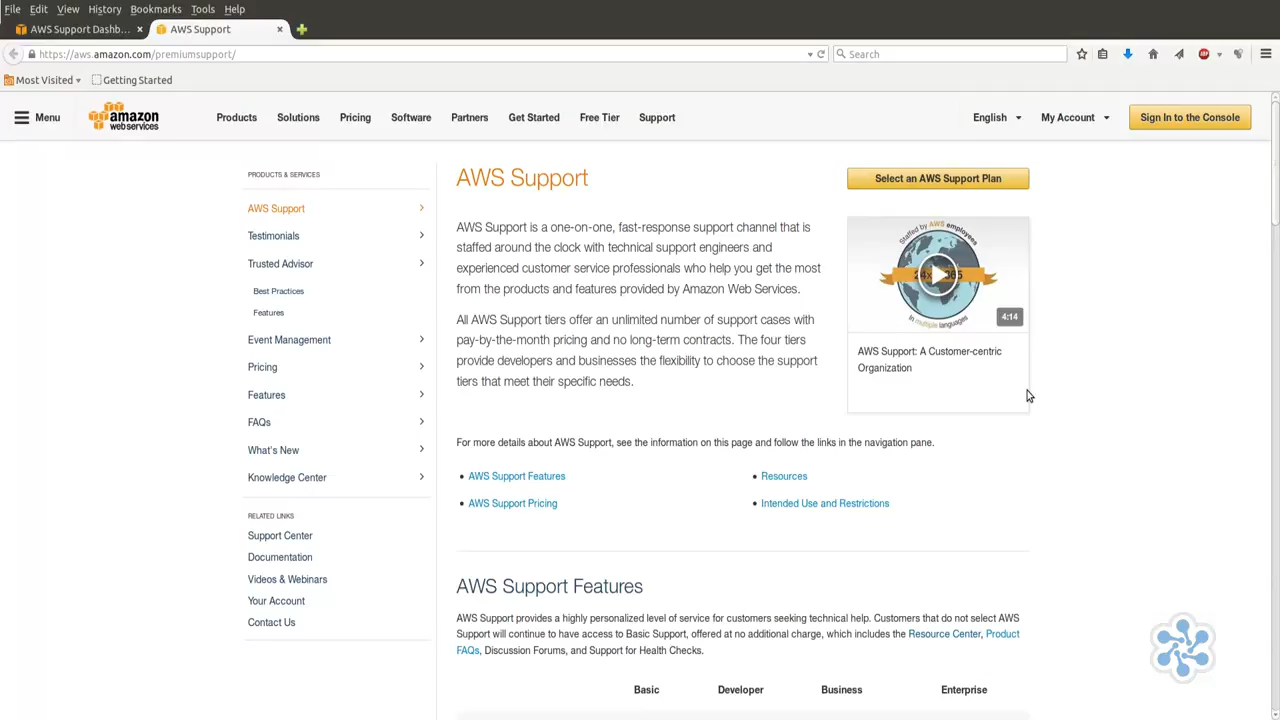 File Edit View History Bookmarks Tools Help
AWS Support Dashb... × AWS Support ×
https://aws.amazon.com/premiumsupport/ Search
Most Visited Getting Started
Menu amazon web services Products Solutions Pricing Software Partners Get Started Free Tier Support English My Account Sign In to the Console
PRODUCTS & SERVICES
AWS Support
Testimonials
Trusted Advisor
Best Practices
Features
Event Management
Pricing
Features
FAQs
What's New
Knowledge Center
RELATED LINKS
Support Center
Documentation
Videos & Webinars
Your Account
Contact Us
AWS Support
Select an AWS Support Plan
AWS Support is a one-on-one, fast-response support channel that is
staffed around the clock with technical support engineers and
experienced customer service professionals who help you get the most
from the products and features provided by Amazon Web Services.
All AWS Support tiers offer an unlimited number of support cases with
pay-by-the-month pricing and no long-term contracts. The four tiers
provide developers and businesses the flexibility to choose the support
tiers that meet their specific needs.
Staffed by AWS employees
In multiple languages
4:14
AWS Support: A Customer-centric
Organization
For more details about AWS Support, see the information on this page and follow the links in the navigation pane.
• AWS Support Features
• AWS Support Pricing
• Resources
• Intended Use and Restrictions
AWS Support Features
AWS Support provides a highly personalized level of service for customers seeking technical help. Customers that do not select AWS
Support will continue to have access to Basic Support, offered at no additional charge, which includes the Resource Center, Product
FAQs, Discussion Forums, and Support for Health Checks.
Basic Developer Business Enterprise